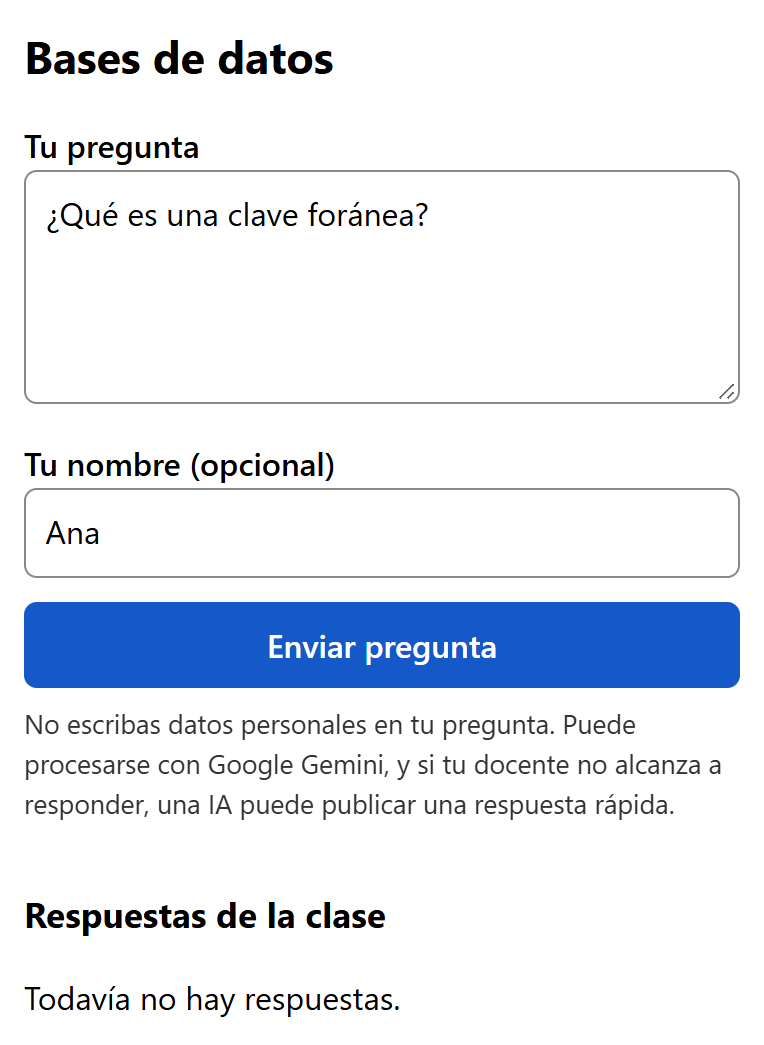 Bases de datos
Tu pregunta
¿Qué es una clave foránea?
Tu nombre (opcional)
Ana
Enviar pregunta
No escribas datos personales en tu pregunta. Puede
procesarse con Google Gemini, y si tu docente no alcanza a
responder, una IA puede publicar una respuesta rápida.
Respuestas de la clase
Todavía no hay respuestas.